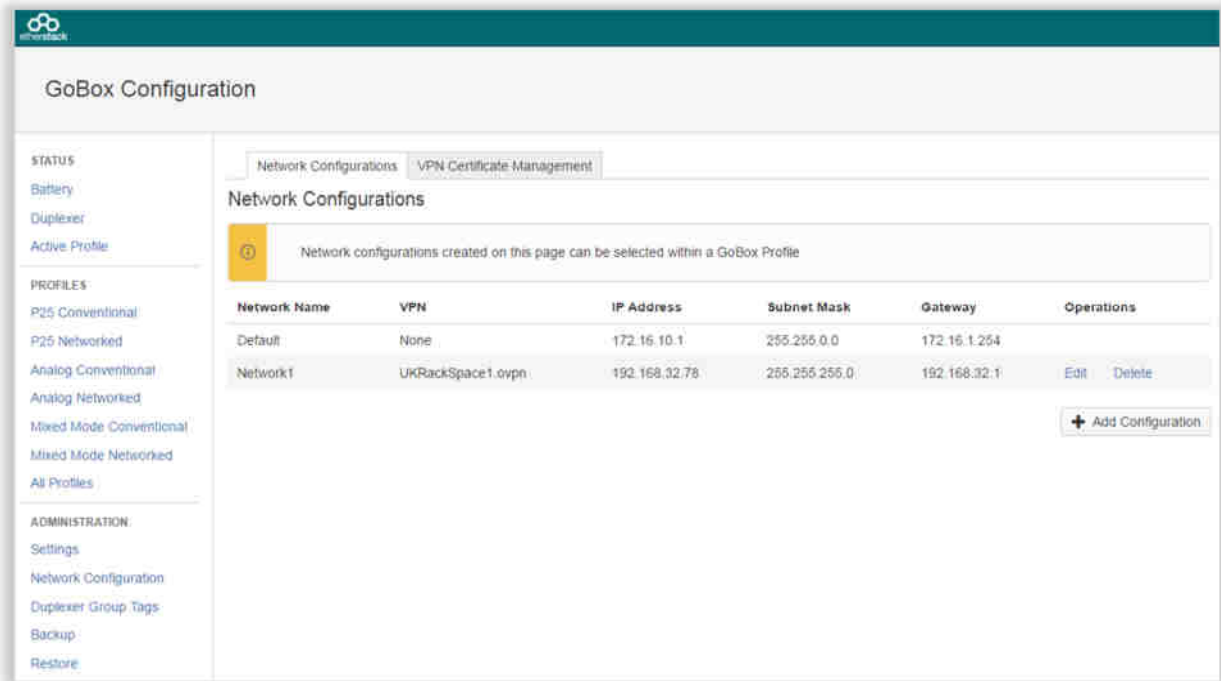 etherstack
GoBox Configuration
STATUS
Battery
Duplexer
Active Profile
PROFILES
P25 Conventional
P25 Networked
Analog Conventional
Analog Networked
Mixed Mode Conventional
Mixed Mode Networked
All Profiles
ADMINISTRATION
Settings
Network Configuration
Duplexer Group Tags
Backup
Restore
Network Configurations VPN Certificate Management
Network Configurations
Network configurations created on this page can be selected within a GoBox Profile
Network Name VPN IP Address Subnet Mask Gateway Operations
Default None 172.16.10.1 255.255.0.0 172.16.1.254
Network1 UKRackSpace1.ovpn 192.168.32.78 255.255.255.0 192.168.32.1 Edit Delete
+ Add Configuration